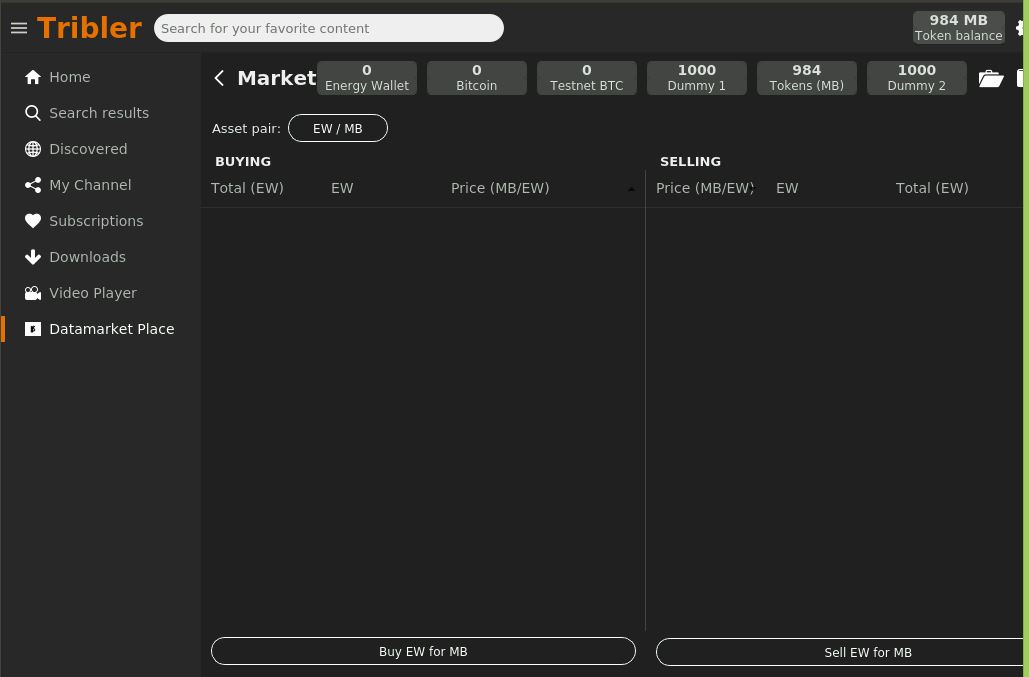 Tribler
Search for your favorite content
984 MB
Token balance
Home
Search results
Discovered
My Channel
Subscriptions
Downloads
Video Player
Datamarket Place
Market
0
Energy Wallet
0
Bitcoin
0
Testnet BTC
1000
Dummy 1
984
Tokens (MB)
1000
Dummy 2
Asset pair: EW / MB
BUYING
Total (EW) EW Price (MB/EW)
SELLING
Price (MB/EW) EW Total (EW)
Buy EW for MB
Sell EW for MB